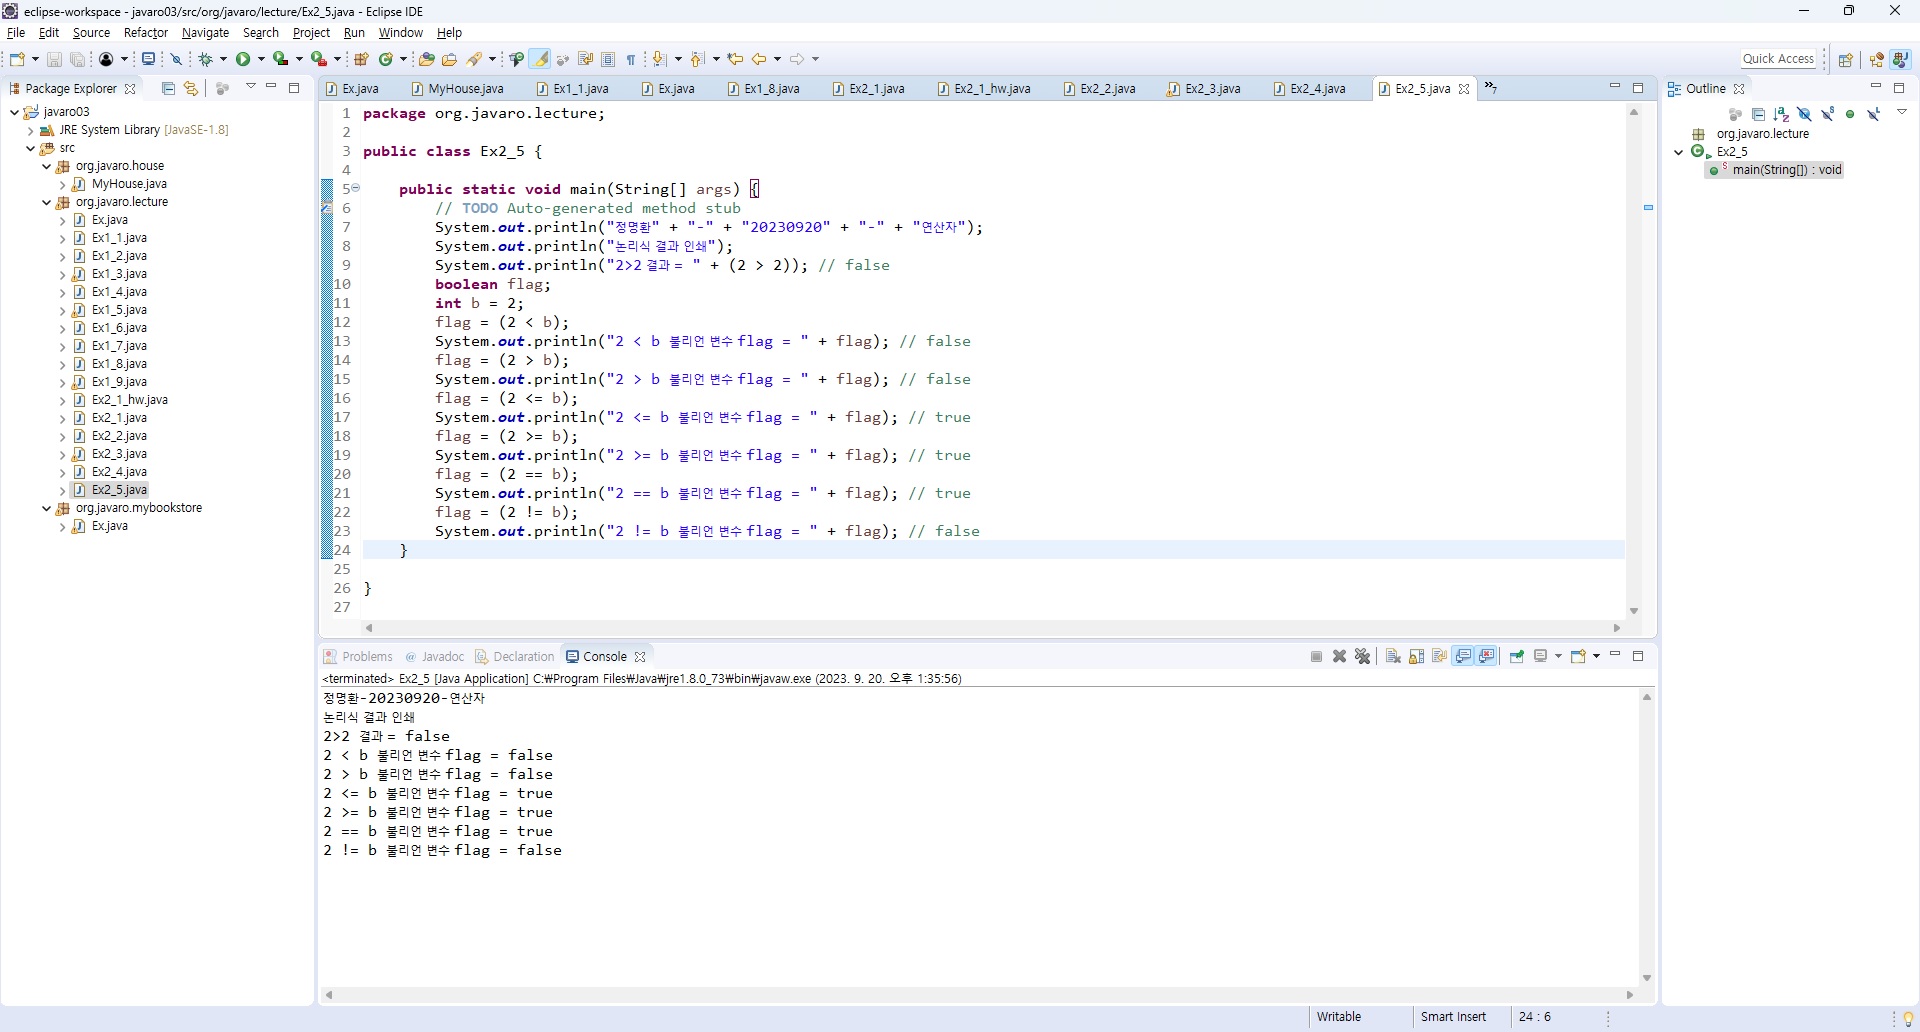 eclipse-workspace - javaro03/src/org/javaro/lecture/Ex2_5.java - Eclipse IDE
File Edit Source Refactor Navigate Search Project Run Window Help
Quick Access
Package Explorer
javaro03
JRE System Library [JavaSE-1.8]
src
org.javaro.house
MyHouse.java
org.javaro.lecture
Ex.java
Ex1_1.java
Ex1_2.java
Ex1_3.java
Ex1_4.java
Ex1_5.java
Ex1_6.java
Ex1_7.java
Ex1_8.java
Ex1_9.java
Ex2_1_hw.java
Ex2_1.java
Ex2_2.java
Ex2_3.java
Ex2_4.java
Ex2_5.java
org.javaro.mybookstore
Ex.java
Ex.java MyHouse.java Ex1_1.java Ex.java Ex1_8.java Ex2_1.java Ex2_1_hw.java Ex2_2.java Ex2_3.java Ex2_4.java Ex2_5.java »7
1 package org.javaro.lecture;
2
3 public class Ex2_5 {
4
5 public static void main(String[] args) {
6 // TODO Auto-generated method stub
7 System.out.println("정명환" + "-" + "20230920" + "-" + "연산자");
8 System.out.println("논리식 결과 인쇄");
9 System.out.println("2>2 결과 = " + (2 > 2)); // false
10 boolean flag;
11 int b = 2;
12 flag = (2 < b);
13 System.out.println("2 < b 불리언 변수 flag = " + flag); // false
14 flag = (2 > b);
15 System.out.println("2 > b 불리언 변수 flag = " + flag); // false
16 flag = (2 <= b);
17 System.out.println("2 <= b 불리언 변수 flag = " + flag); // true
18 flag = (2 >= b);
19 System.out.println("2 >= b 불리언 변수 flag = " + flag); // true
20 flag = (2 == b);
21 System.out.println("2 == b 불리언 변수 flag = " + flag); // true
22 flag = (2 != b);
23 System.out.println("2 != b 불리언 변수 flag = " + flag); // false
24 }
25
26 }
27
Problems Javadoc Declaration Console
<terminated> Ex2_5 [Java Application] C:₩Program Files₩Java₩jre1.8.0_73₩bin₩javaw.exe (2023. 9. 20. 오후 1:35:56)
정명환-20230920-연산자
논리식 결과 인쇄
2>2 결과 = false
2 < b 불리언 변수 flag = false
2 > b 불리언 변수 flag = false
2 <= b 불리언 변수 flag = true
2 >= b 불리언 변수 flag = true
2 == b 불리언 변수 flag = true
2 != b 불리언 변수 flag = false
Outline
org.javaro.lecture
Ex2_5
main(String[]) : void
Writable Smart Insert 24 : 6